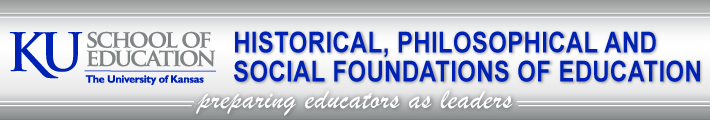 KU SCHOOL OF
EDUCATION
The University of Kansas
HISTORICAL, PHILOSOPHICAL AND
SOCIAL FOUNDATIONS OF EDUCATION
preparing educators as leaders